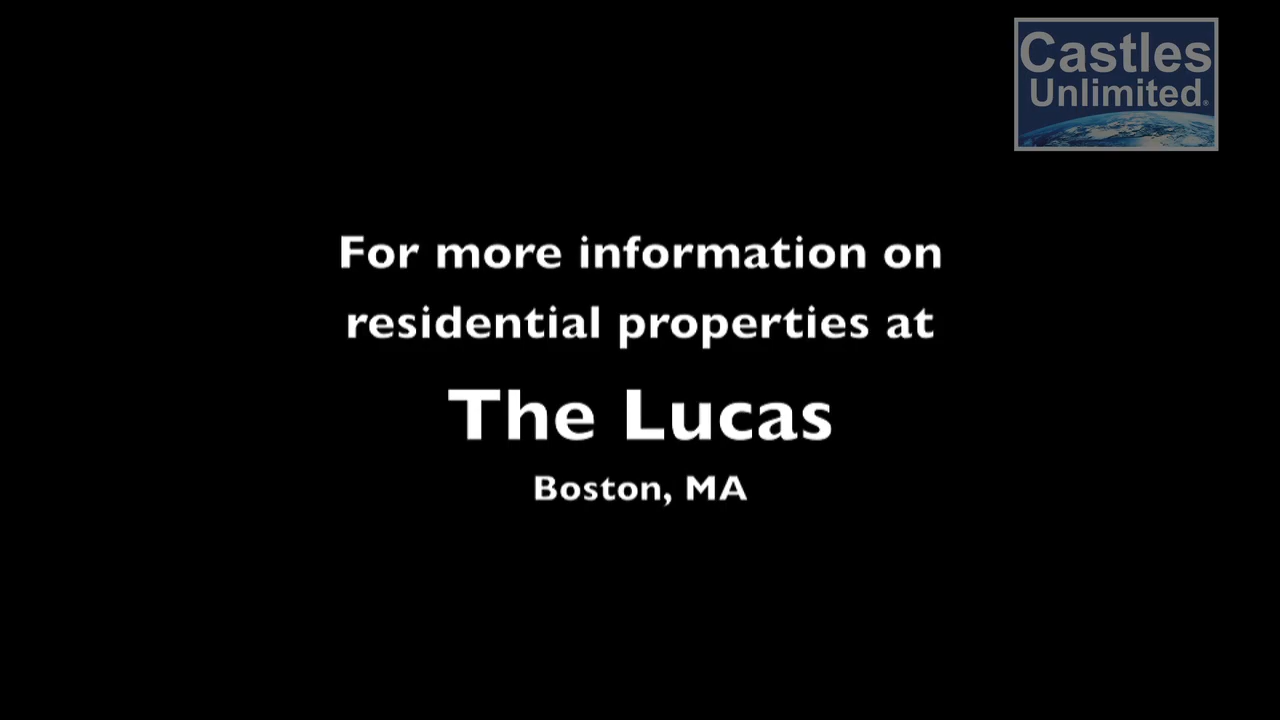 Castles
Unlimited®
For more information on
residential properties at
The Lucas
Boston, MA